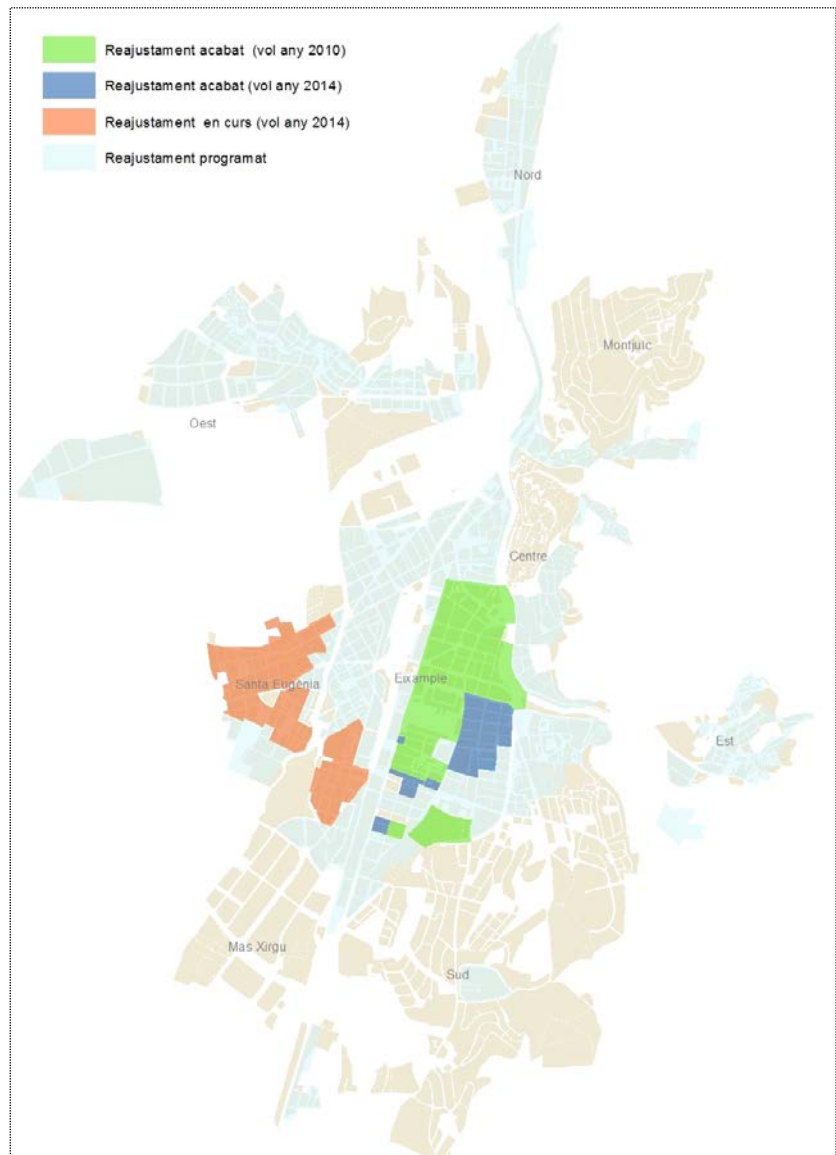 Reajustament acabat (vol any 2010)
Reajustament acabat (vol any 2014)
Reajustament en curs (vol any 2014)
Reajustament programat
Nord
Montjuïc
Oest
Centre
Santa Eugènia
Eixample
Est
Mas Xirgu
Sud